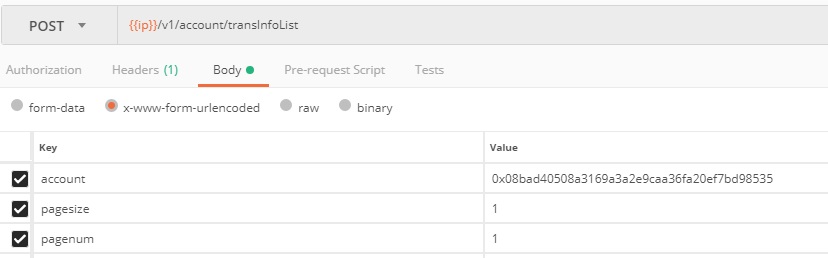 POST {{ip}}/v1/account/transInfoList
Authorization Headers (1) Body Pre-request Script Tests
form-data x-www-form-urlencoded raw binary
Key Value
account 0x08bad40508a3169a3a2e9caa36fa20ef7bd98535
pagesize 1
pagenum 1